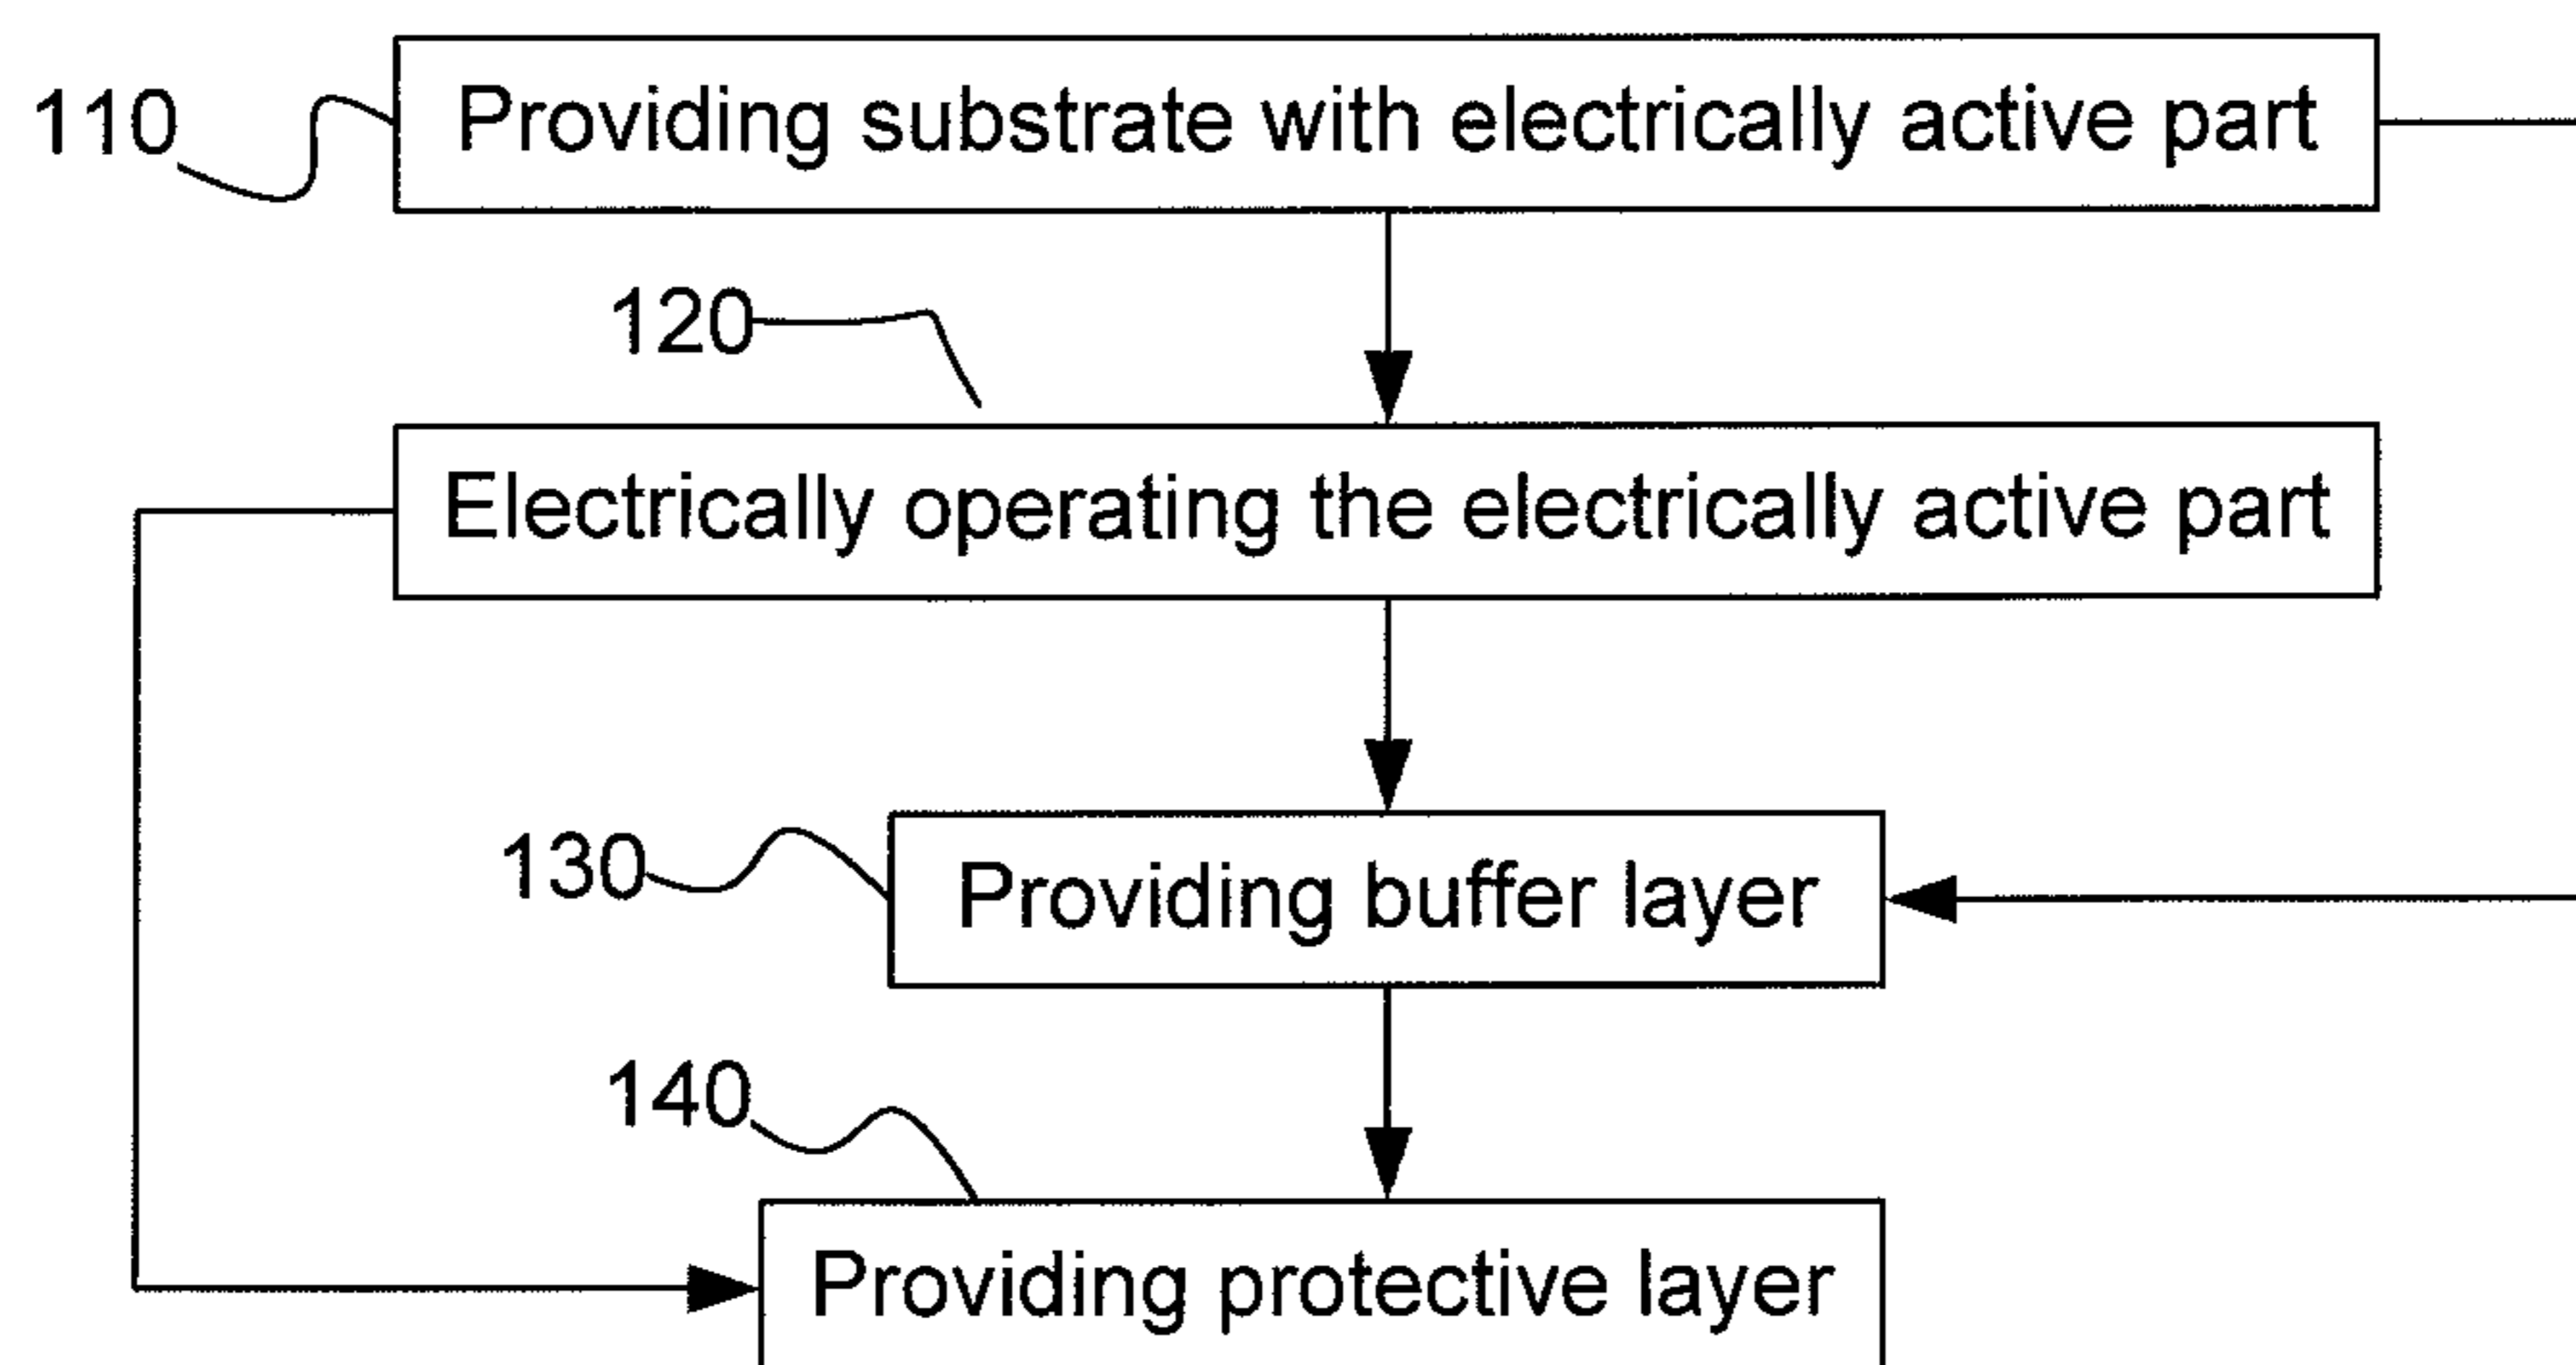 110
Providing substrate with electrically active part
120
Electrically operating the electrically active part
130
Providing buffer layer
140
Providing protective layer